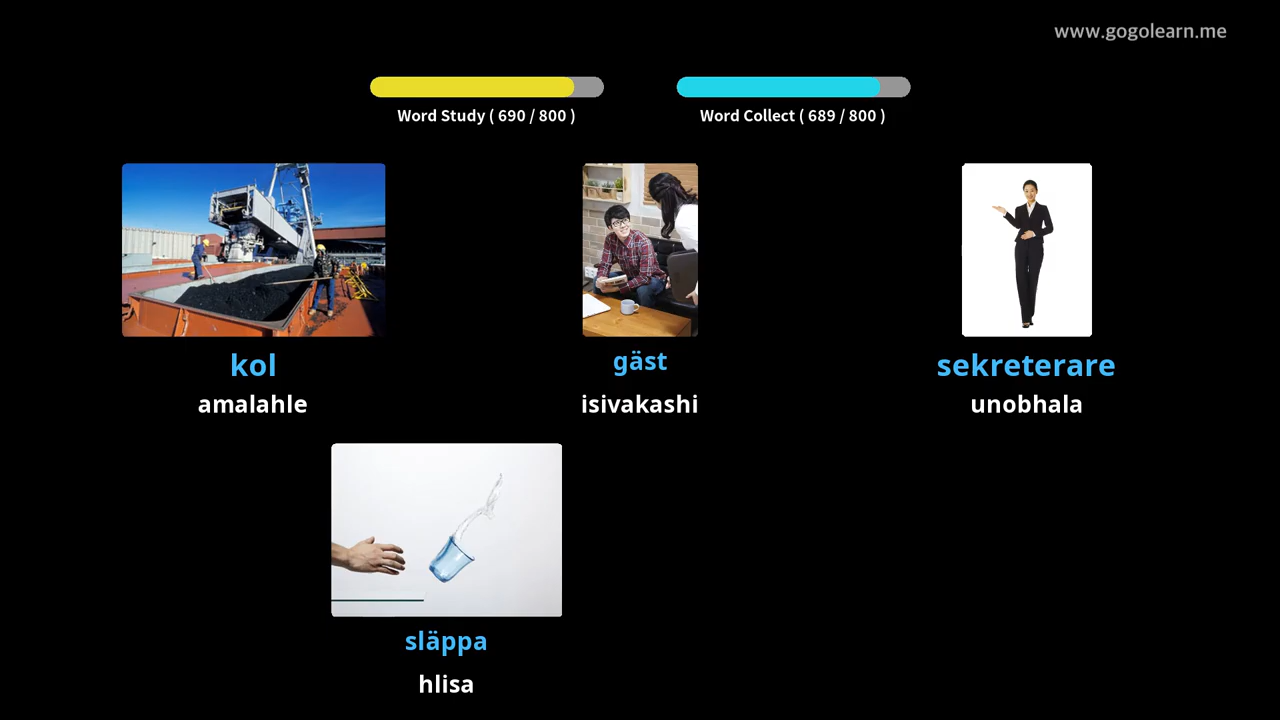 www.gogolearn.me
Word Study ( 690 / 800 )
Word Collect ( 689 / 800 )
kol
amalahle
gäst
isivakashi
sekreterare
unobhala
släppa
hlisa